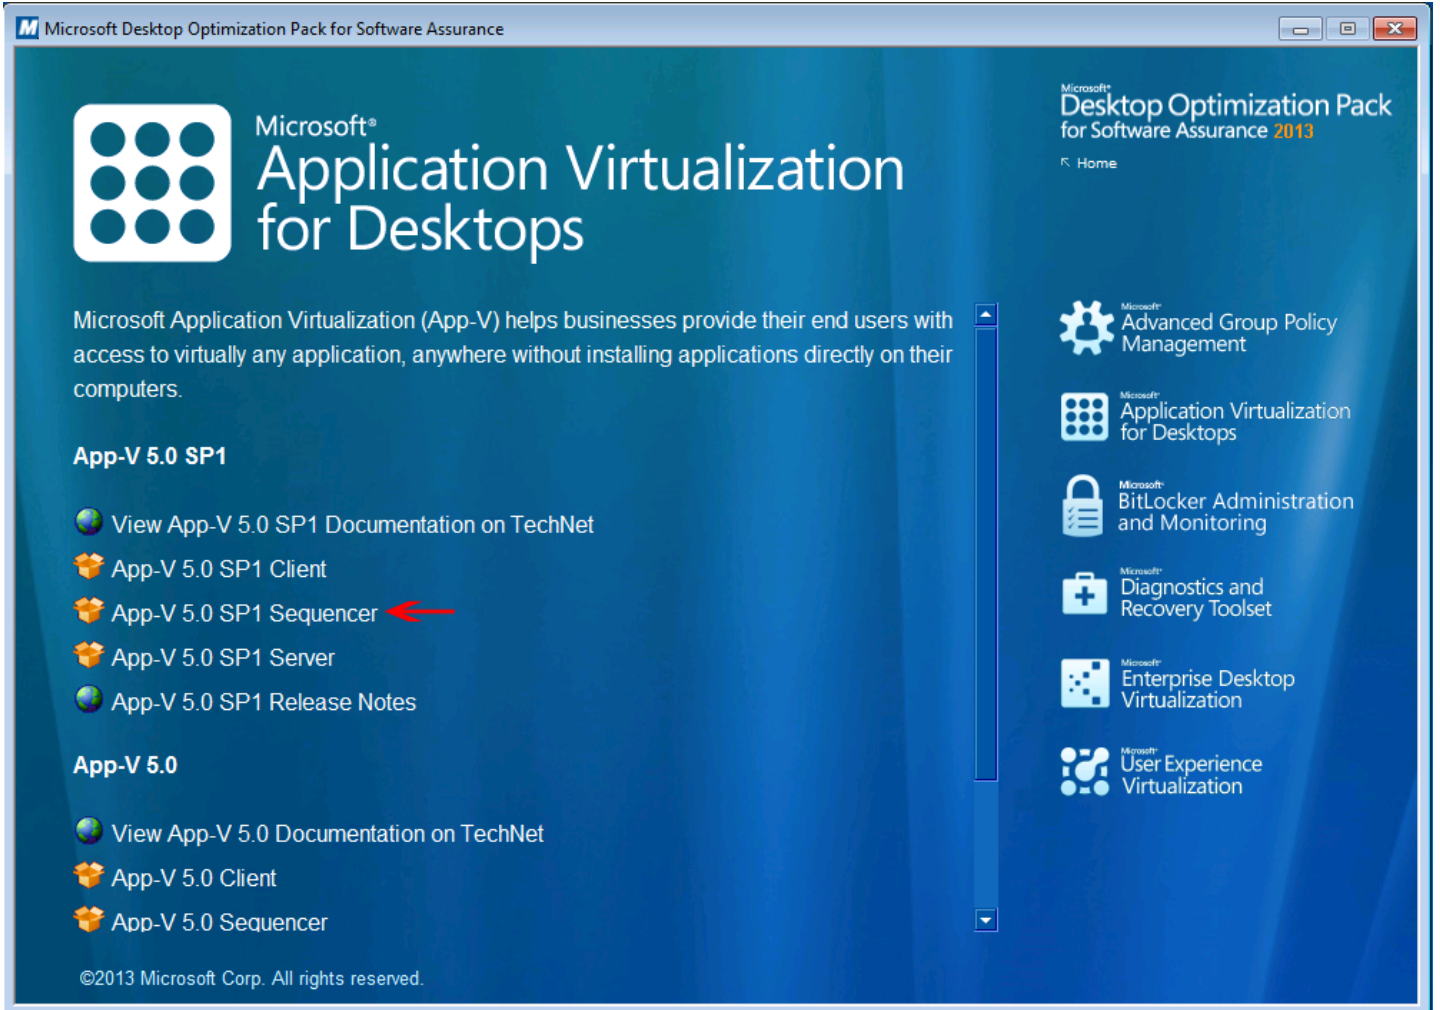 Microsoft Desktop Optimization Pack for Software Assurance
Microsoft®
Application Virtualization
for Desktops
Microsoft®
Desktop Optimization Pack
for Software Assurance 2013
Home
Microsoft Application Virtualization (App-V) helps businesses provide their end users with
access to virtually any application, anywhere without installing applications directly on their
computers.
App-V 5.0 SP1
View App-V 5.0 SP1 Documentation on TechNet
App-V 5.0 SP1 Client
App-V 5.0 SP1 Sequencer
App-V 5.0 SP1 Server
App-V 5.0 SP1 Release Notes
App-V 5.0
View App-V 5.0 Documentation on TechNet
App-V 5.0 Client
App-V 5.0 Sequencer
Microsoft®
Advanced Group Policy
Management
Microsoft®
Application Virtualization
for Desktops
Microsoft®
BitLocker Administration
and Monitoring
Microsoft®
Diagnostics and
Recovery Toolset
Microsoft®
Enterprise Desktop
Virtualization
Microsoft®
User Experience
Virtualization
©2013 Microsoft Corp. All rights reserved.